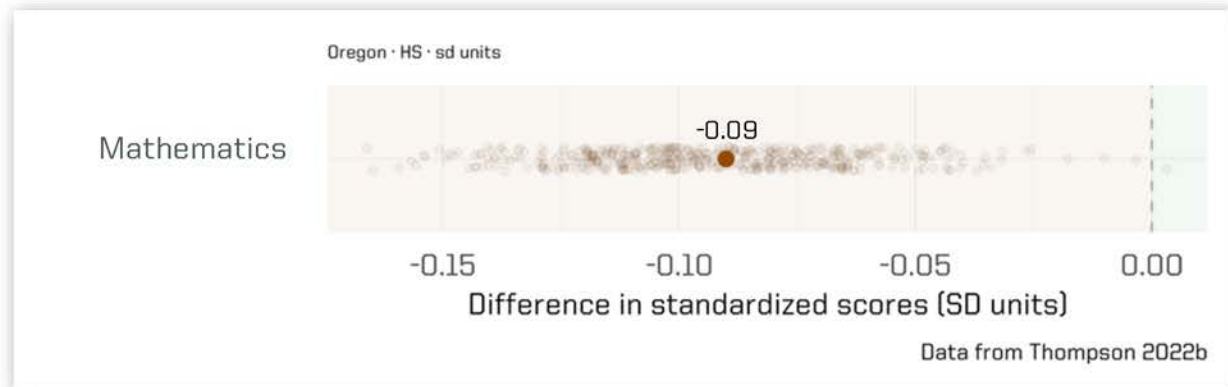 Oregon · HS · sd units
-0.09
Mathematics
-0.15 -0.10 -0.05 0.00
Difference in standardized scores (SD units)
Data from Thompson 2022b